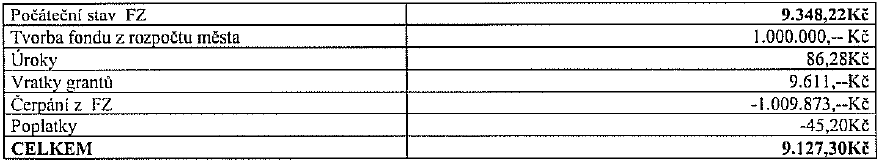 Počáteční stav FZ 9.348,22Kč
Tvorba fondu z rozpočtu města 1.000.000,-- Kč
Úroky 86,28Kč
Vratky grantů 9.611,--Kč
Čerpání z FZ -1.009.873,--Kč
Poplatky -45,20Kč
CELKEM 9.127,30Kč